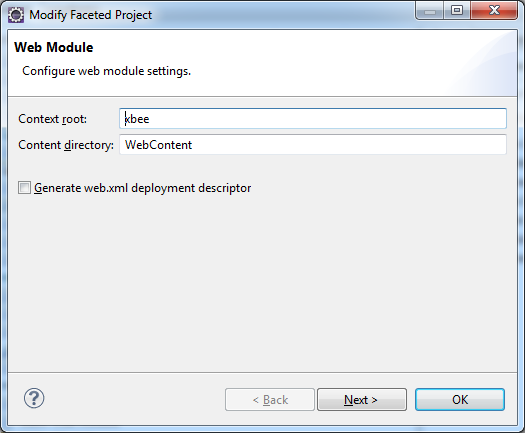 Modify Faceted Project
Web Module
Configure web module settings.
Context root: xbee
Content directory: WebContent
Generate web.xml deployment descriptor
?
< Back Next > OK